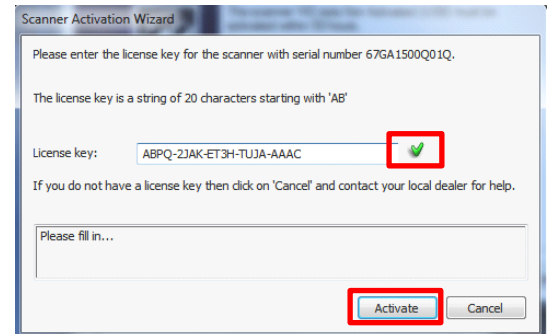 Scanner Activation Wizard
Please enter the license key for the scanner with serial number 67GA1500Q01Q.
The license key is a string of 20 characters starting with 'AB'
License key: ABPQ-2JAK-ET3H-TUJA-AAAC
If you do not have a license key then click on 'Cancel' and contact your local dealer for help.
Please fill in...
Activate Cancel